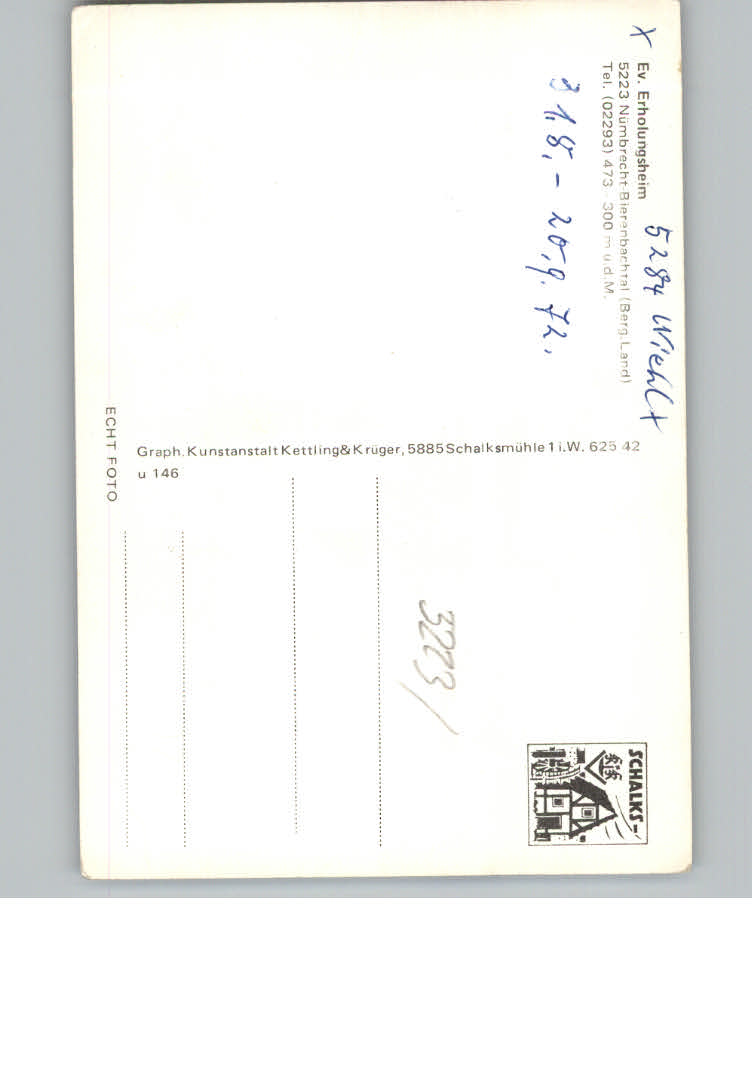 X
Ev. Erholungsheim
5223 Nümbrecht-Bierenbachtal (Berg.Land)
Tel. (02293) 473 · 300 m ü.d.M.
5284 Wiehl X
31.8. - 20.9. 72.
Graph. Kunstanstalt Kettling&Krüger, 5885 Schalksmühle 1 i.W. 625 42
u 146
ECHT FOTO
5223/
SCHALKS-